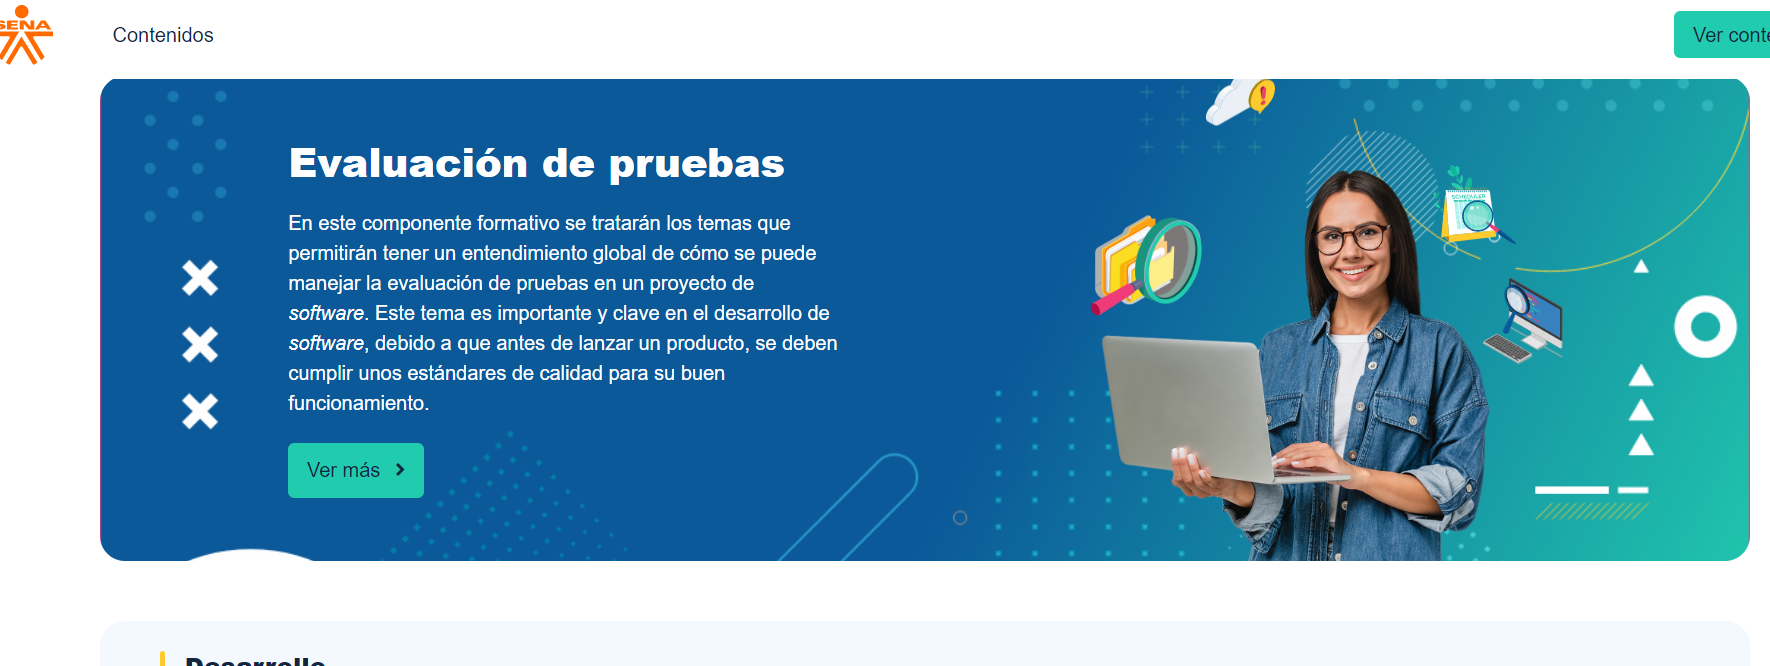 SENA
Contenidos
Ver conte
Evaluación de pruebas
En este componente formativo se tratarán los temas que
permitirán tener un entendimiento global de cómo se puede
manejar la evaluación de pruebas en un proyecto de
software. Este tema es importante y clave en el desarrollo de
software, debido a que antes de lanzar un producto, se deben
cumplir unos estándares de calidad para su buen
funcionamiento.
Ver más
SCHEDULER
Desarrollo